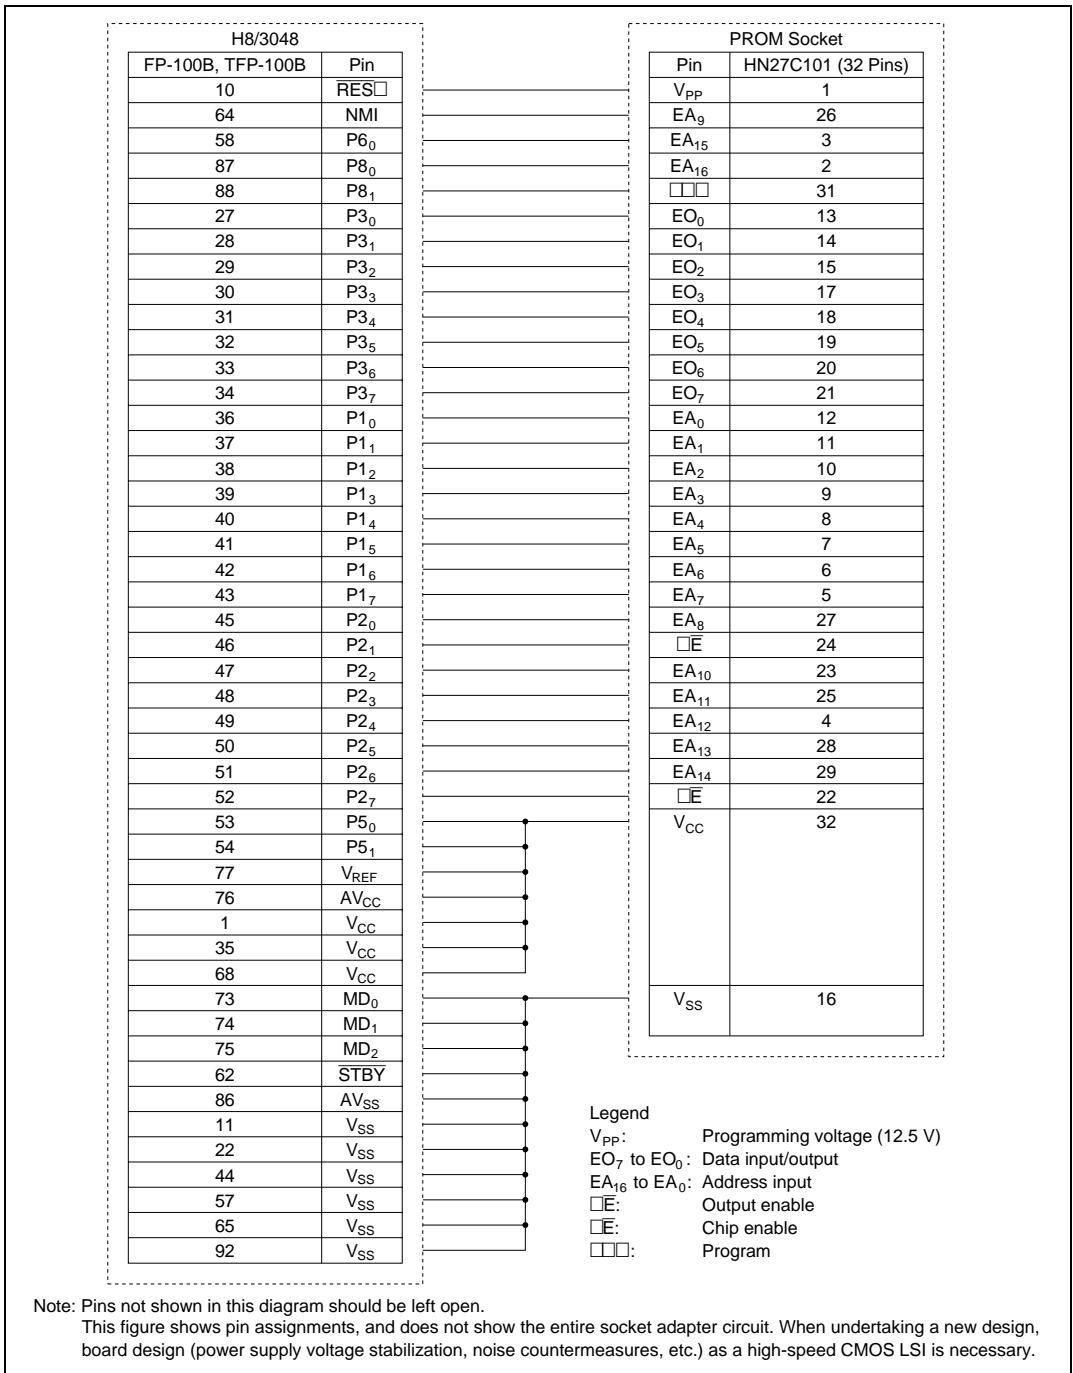 H8/3048 PROM Socket
FP-100B, TFP-100B Pin Pin HN27C101 (32 Pins)
10 RES□ VPP 1
64 NMI EA9 26
58 P60 EA15 3
87 P80 EA16 2
88 P81 □□□ 31
27 P30 EO0 13
28 P31 EO1 14
29 P32 EO2 15
30 P33 EO3 17
31 P34 EO4 18
32 P35 EO5 19
33 P36 EO6 20
34 P37 EO7 21
36 P10 EA0 12
37 P11 EA1 11
38 P12 EA2 10
39 P13 EA3 9
40 P14 EA4 8
41 P15 EA5 7
42 P16 EA6 6
43 P17 EA7 5
45 P20 EA8 27
46 P21 □E 24
47 P22 EA10 23
48 P23 EA11 25
49 P24 EA12 4
50 P25 EA13 28
51 P26 EA14 29
52 P27 □E 22
53 P50 VCC 32
54 P51
77 VREF
76 AVCC
1 VCC
35 VCC
68 VCC
73 MD0 VSS 16
74 MD1
75 MD2
62 STBY
86 AVSS
11 VSS
22 VSS
44 VSS
57 VSS
65 VSS
92 VSS
Legend
VPP: Programming voltage (12.5 V)
EO7 to EO0: Data input/output
EA16 to EA0: Address input
□E: Output enable
□E: Chip enable
□□□: Program
Note: Pins not shown in this diagram should be left open.
This figure shows pin assignments, and does not show the entire socket adapter circuit. When undertaking a new design,
board design (power supply voltage stabilization, noise countermeasures, etc.) as a high-speed CMOS LSI is necessary.